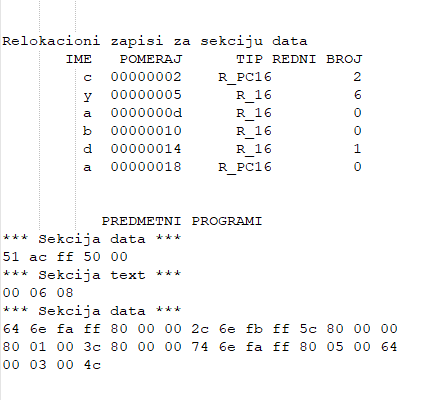 Relokacioni zapisi za sekciju data
IME POMERAJ TIP REDNI BROJ
c 00000002 R_PC16 2
y 00000005 R_16 6
a 0000000d R_16 0
b 00000010 R_16 0
d 00000014 R_16 1
a 00000018 R_PC16 0
PREDMETNI PROGRAMI
*** Sekcija data ***
51 ac ff 50 00
*** Sekcija text ***
00 06 08
*** Sekcija data ***
64 6e fa ff 80 00 00 2c 6e fb ff 5c 80 00 00
80 01 00 3c 80 00 00 74 6e fa ff 80 05 00 64
00 03 00 4c